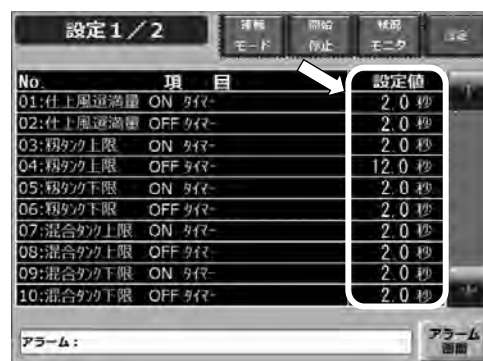 設定1/2
運転
モード
開始
停止
状態
モニタ
設定
No. 項 目 設定値
01:仕上風選満量 ON タイマー 2.0 秒
02:仕上風選満量 OFF タイマー 2.0 秒
03:籾タンク上限 ON タイマー 2.0 秒
04:籾タンク上限 OFF タイマー 12.0 秒
05:籾タンク下限 ON タイマー 2.0 秒
06:籾タンク下限 OFF タイマー 2.0 秒
07:混合タンク上限 ON タイマー 2.0 秒
08:混合タンク上限 OFF タイマー 2.0 秒
09:混合タンク下限 ON タイマー 2.0 秒
10:混合タンク下限 OFF タイマー 2.0 秒
アラーム:
アラーム
画面